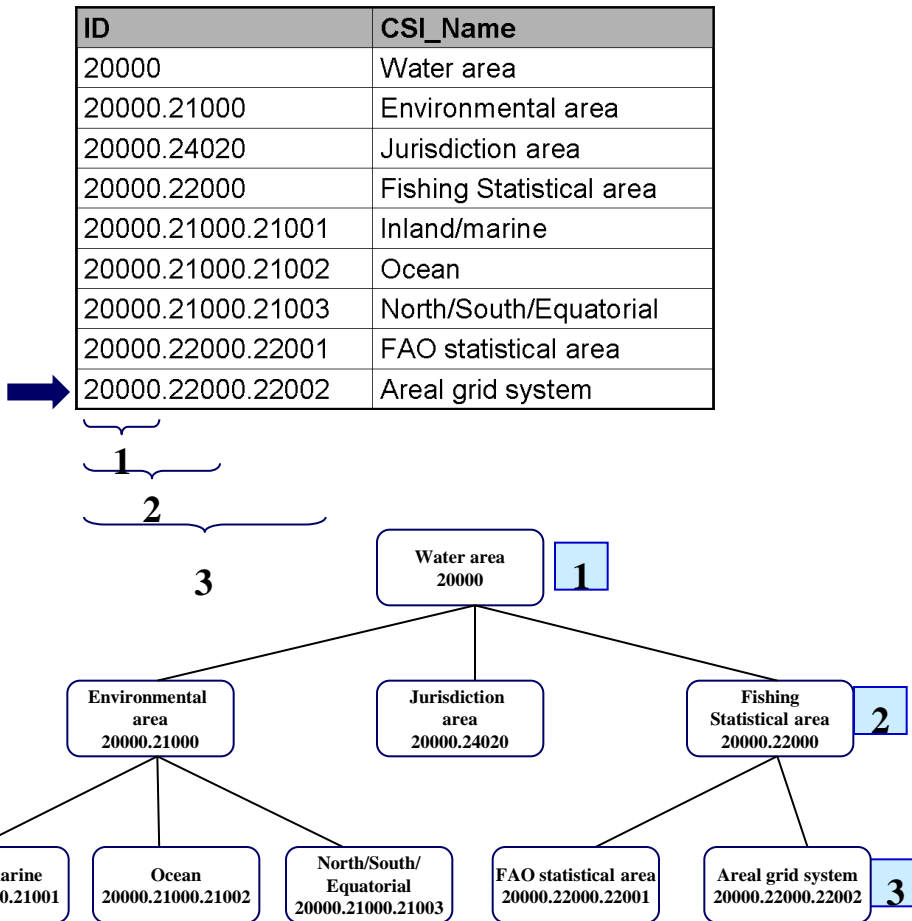 ID CSI_Name
20000 Water area
20000.21000 Environmental area
20000.24020 Jurisdiction area
20000.22000 Fishing Statistical area
20000.21000.21001 Inland/marine
20000.21000.21002 Ocean
20000.21000.21003 North/South/Equatorial
20000.22000.22001 FAO statistical area
20000.22000.22002 Areal grid system
1
2
3
Water area
20000
1
Environmental
area
20000.21000
Jurisdiction
area
20000.24020
Fishing
Statistical area
20000.22000
2
arine
0.21001
Ocean
20000.21000.21002
North/South/
Equatorial
20000.21000.21003
FAO statistical area
20000.22000.22001
Areal grid system
20000.22000.22002
3